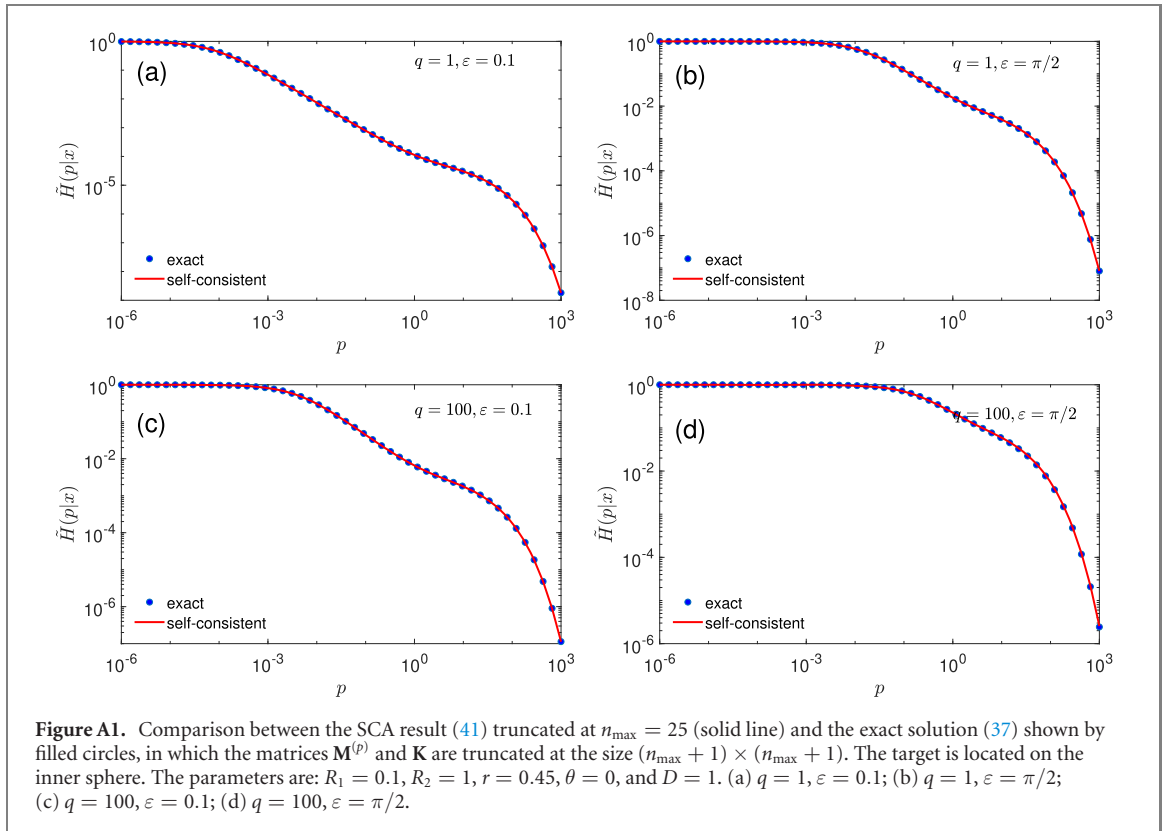 10^0
(a)
q = 1, ε = 0.1
10^-5
H̃(p|x)
exact
self-consistent
10^-6 10^-3 10^0 10^3
p
10^0
(b)
q = 1, ε = π/2
10^-2
10^-4
H̃(p|x)
10^-6
exact
self-consistent
10^-8
10^-6 10^-3 10^0 10^3
p
10^0
(c)
q = 100, ε = 0.1
10^-2
H̃(p|x)
10^-4
10^-6
exact
self-consistent
10^-6 10^-3 10^0 10^3
p
10^0
(d)
q = 100, ε = π/2
10^-2
H̃(p|x)
10^-4
exact
self-consistent
10^-6
10^-6 10^-3 10^0 10^3
p
Figure A1. Comparison between the SCA result (41) truncated at n_max = 25 (solid line) and the exact solution (37) shown by
filled circles, in which the matrices M^(p) and K are truncated at the size (n_max + 1) × (n_max + 1). The target is located on the
inner sphere. The parameters are: R_1 = 0.1, R_2 = 1, r = 0.45, θ = 0, and D = 1. (a) q = 1, ε = 0.1; (b) q = 1, ε = π/2;
(c) q = 100, ε = 0.1; (d) q = 100, ε = π/2.